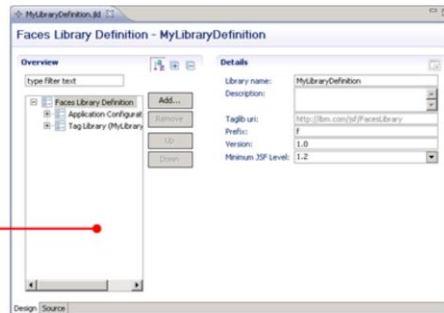 MyLibraryDefinition.jld
Faces Library Definition - MyLibraryDefinition
Overview
type filter text
Faces Library Definition
Application Configurat
Tag Library (MyLibrary
Add...
Remove
Up
Down
Details
Library name: MyLibraryDefinition
Description:
Taglib uri: http://ibm.com/jsf/FacesLibrary
Prefix: f
Version: 1.0
Minimum JSF Level: 1.2
Design Source